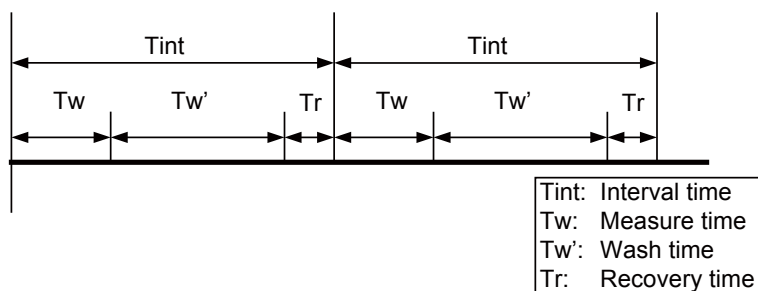 Tint Tint
Tw Tw’ Tr Tw Tw’ Tr
Tint: Interval time
Tw: Measure time
Tw’: Wash time
Tr: Recovery time